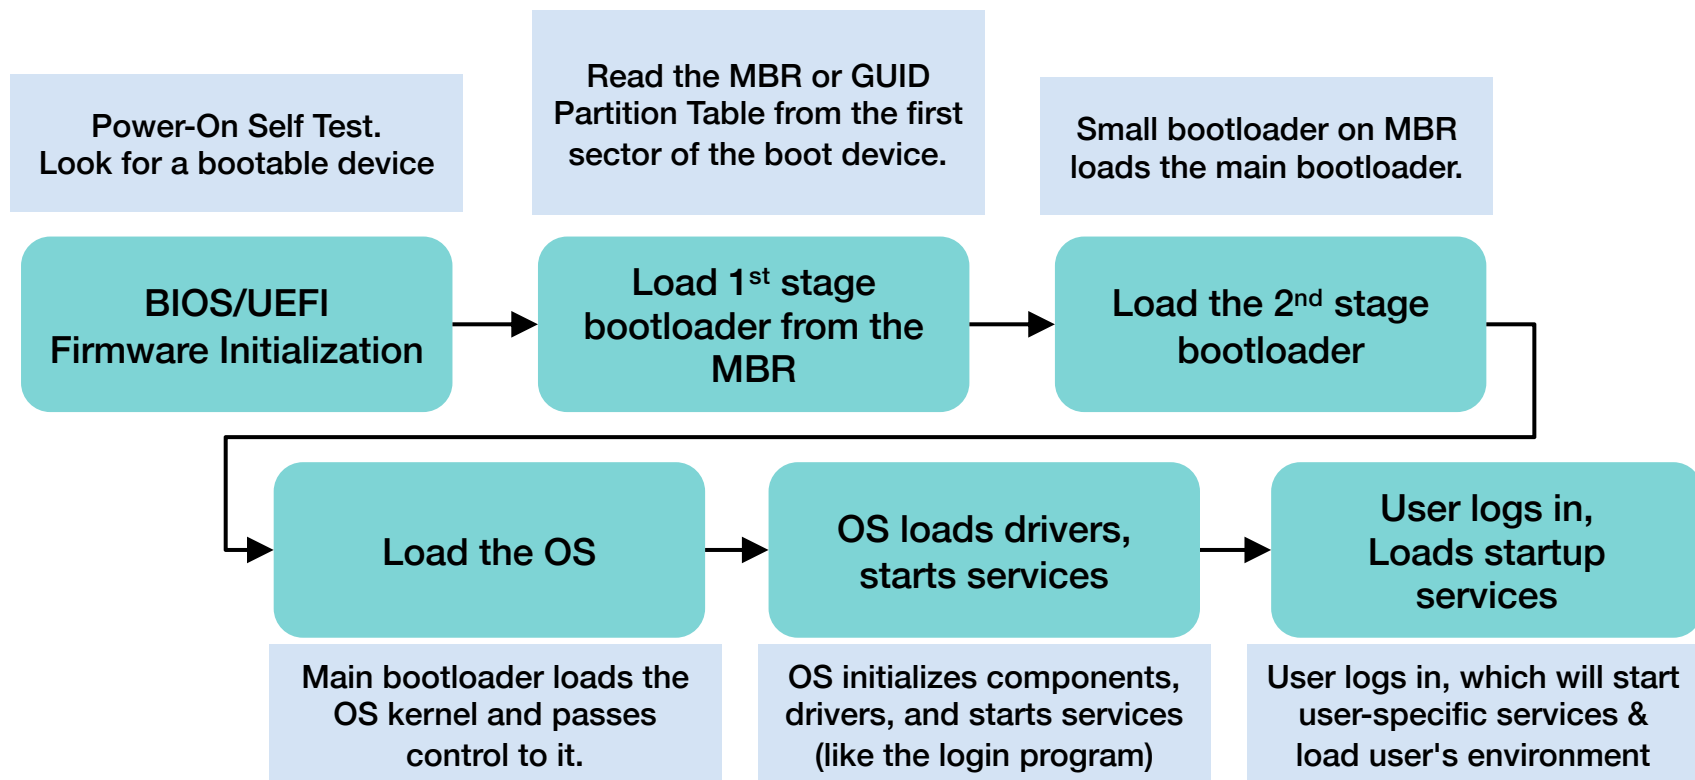 Power-On Self Test.
Look for a bootable device
Read the MBR or GUID
Partition Table from the first
sector of the boot device.
Small bootloader on MBR
loads the main bootloader.
BIOS/UEFI
Firmware Initialization
Load 1st stage
bootloader from the
MBR
Load the 2nd stage
bootloader
Load the OS
OS loads drivers,
starts services
User logs in,
Loads startup
services
Main bootloader loads the
OS kernel and passes
control to it.
OS initializes components,
drivers, and starts services
(like the login program)
User logs in, which will start
user-specific services &
load user's environment